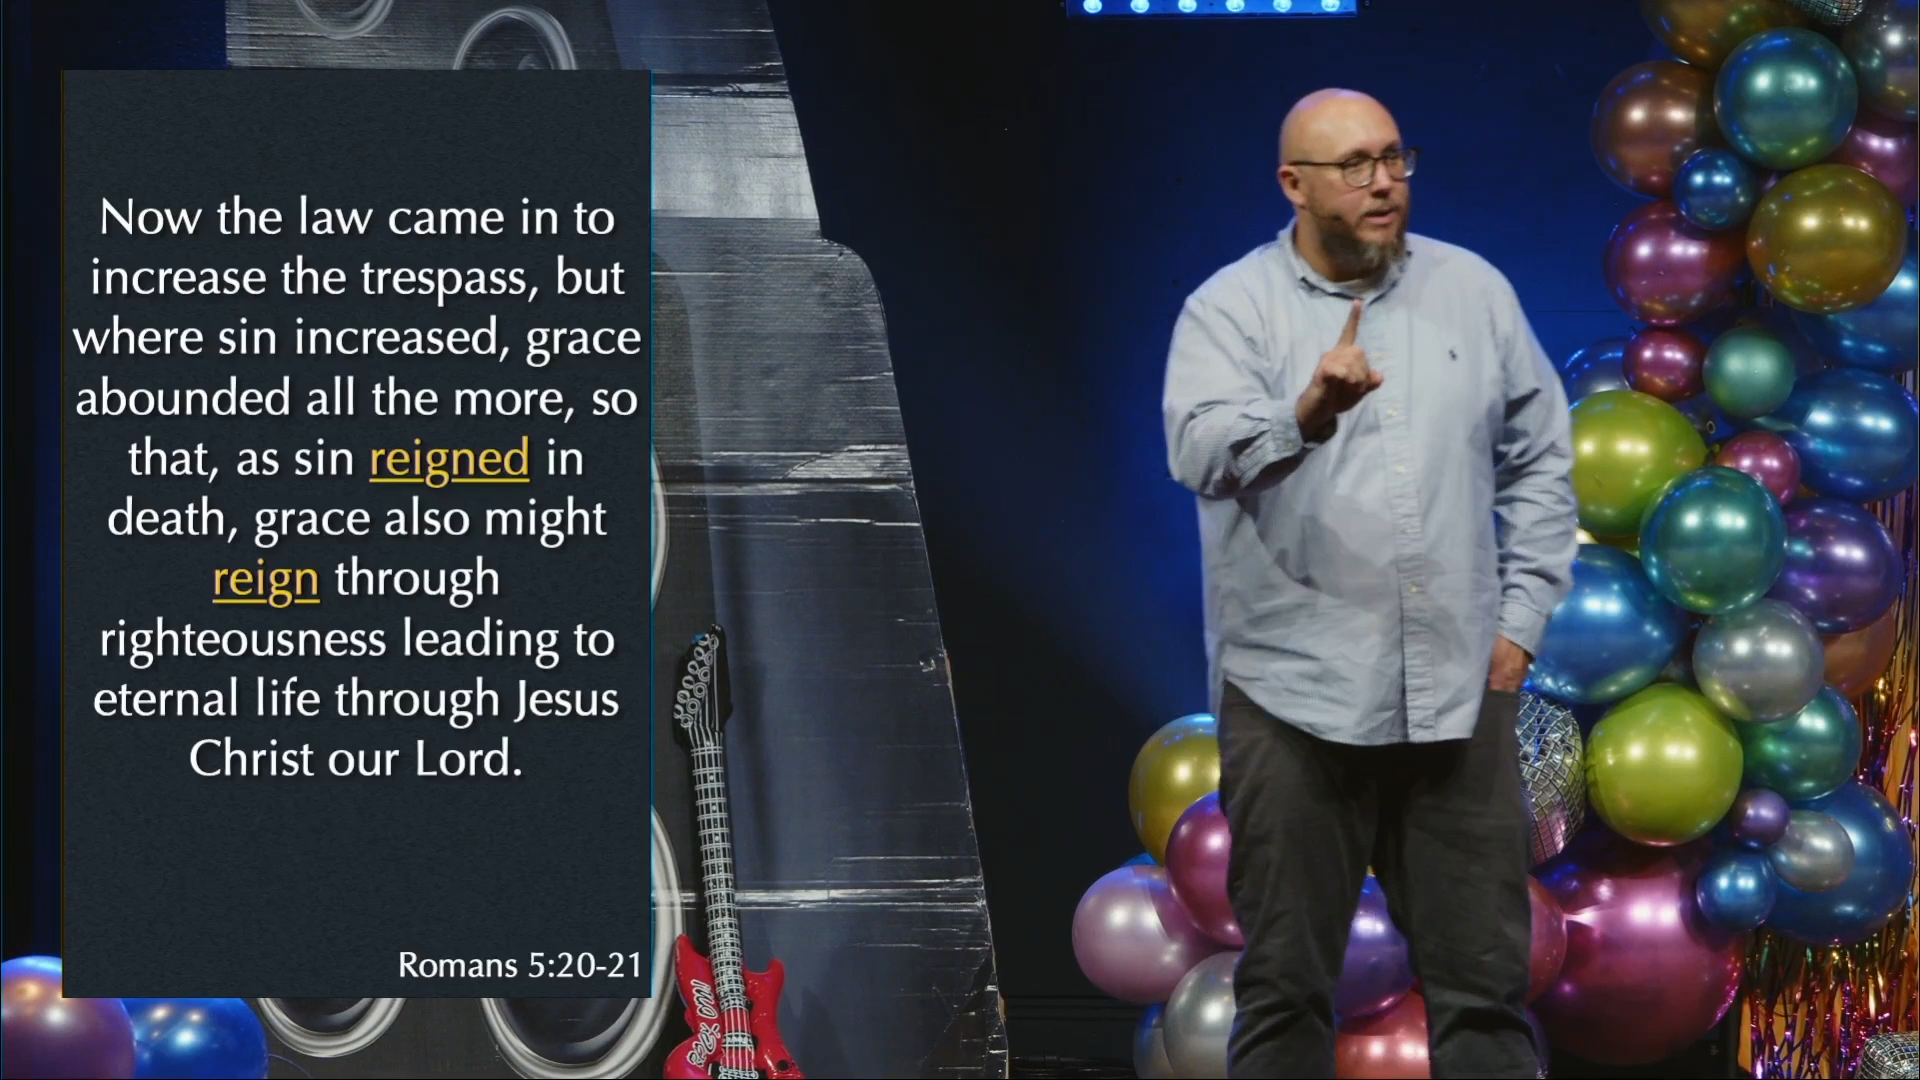 Now the law came in to
increase the trespass, but
where sin increased, grace
abounded all the more, so
that, as sin reigned in
death, grace also might
reign through
righteousness leading to
eternal life through Jesus
Christ our Lord.
Romans 5:20-21